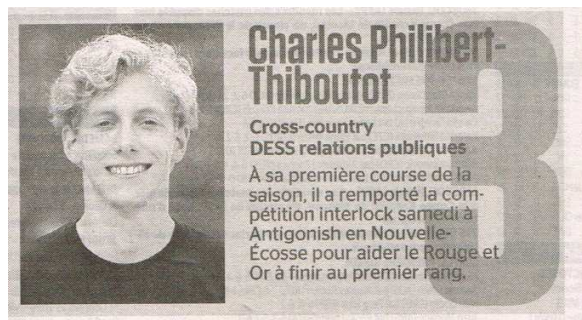 Charles Philibert-
Thiboutot
3
Cross-country
DESS relations publiques
À sa première course de la
saison, il a remporté la com-
pétition interlock samedi à
Antigonish en Nouvelle-
Écosse pour aider le Rouge et
Or à finir au premier rang.